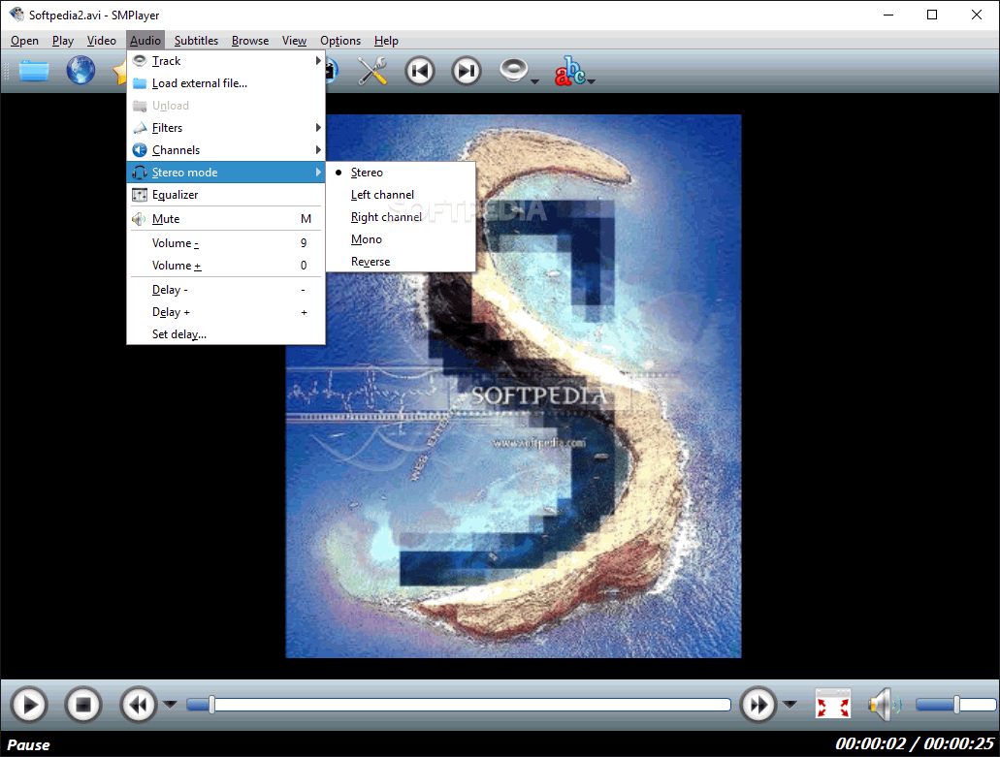 Softpedia2.avi - SMPlayer
Open Play Video Audio Subtitles Browse View Options Help
abc
Track
Load external file...
Unload
Filters
Channels
Stereo mode
Stereo
Equalizer
Left channel
SOFTPEDIA
Mute M
Right channel
Volume - 9
Mono
Volume + 0
Reverse
Delay - -
Delay + +
Set delay...
SOFTPEDIA
www.softpedia.com
WEB
Pause
00:00:02 / 00:00:25